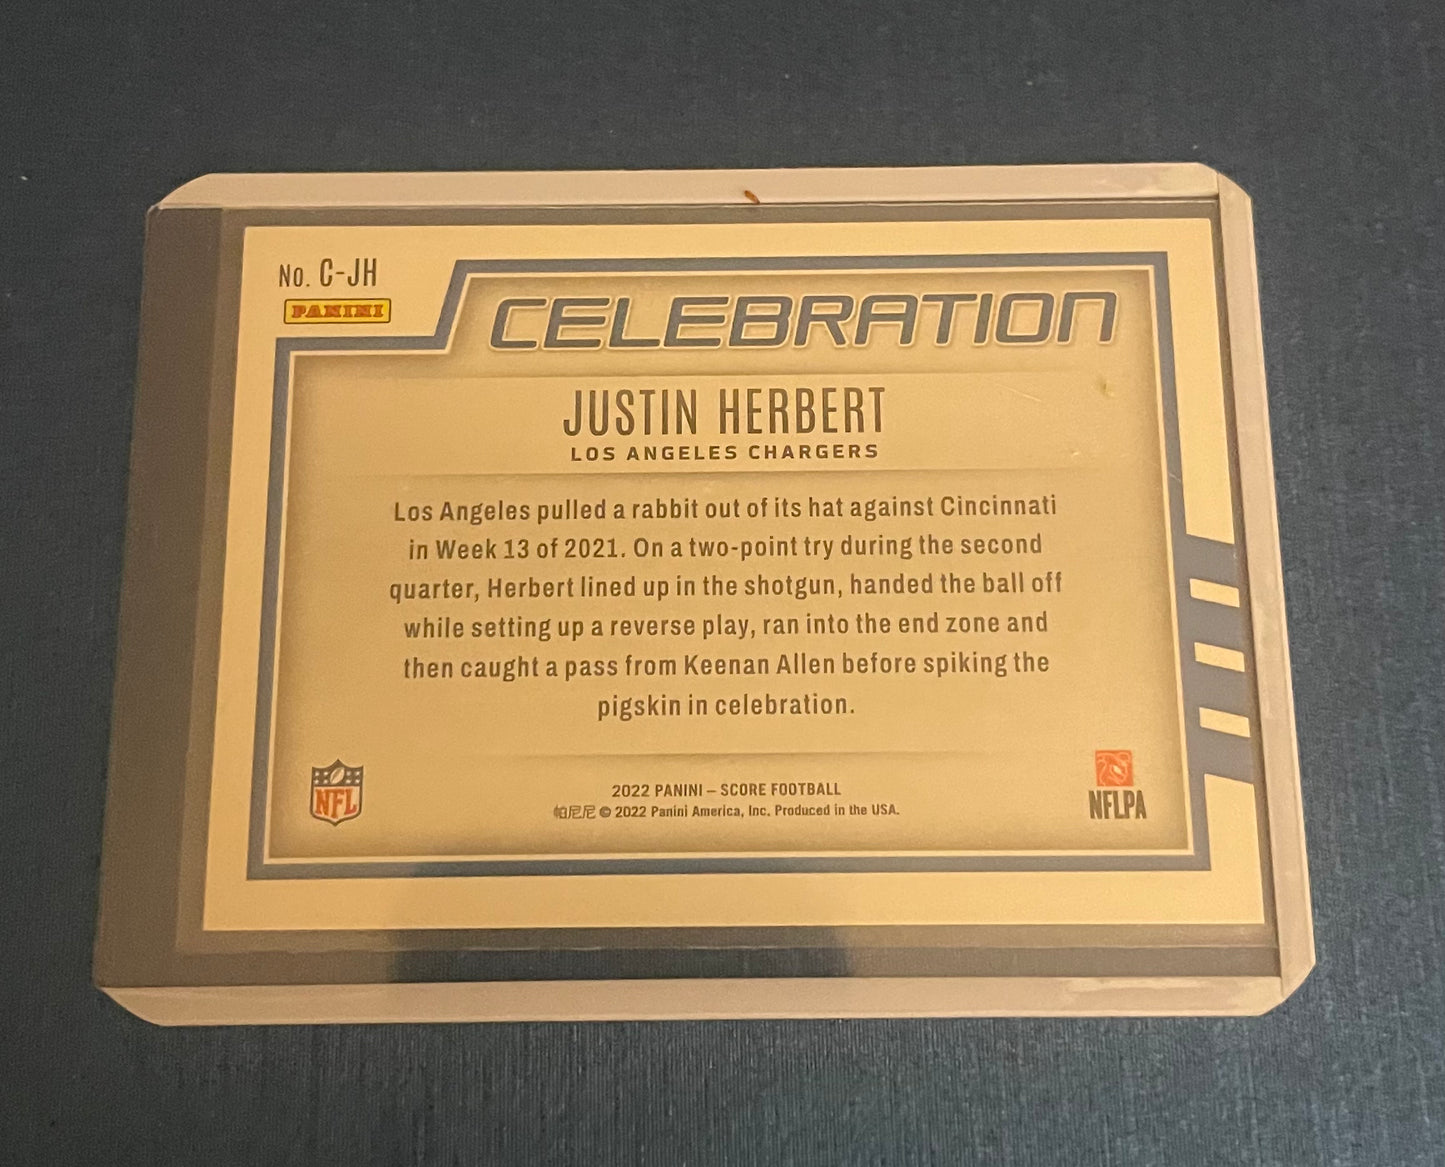 No. C-JH
PANINI
CELEBRATION
JUSTIN HERBERT
LOS ANGELES CHARGERS
Los Angeles pulled a rabbit out of its hat against Cincinnati
in Week 13 of 2021. On a two-point try during the second
quarter, Herbert lined up in the shotgun, handed the ball off
while setting up a reverse play, ran into the end zone and
then caught a pass from Keenan Allen before spiking the
pigskin in celebration.
NFL
2022 PANINI – SCORE FOOTBALL
帕尼尼 © 2022 Panini America, Inc. Produced in the USA.
NFLPA